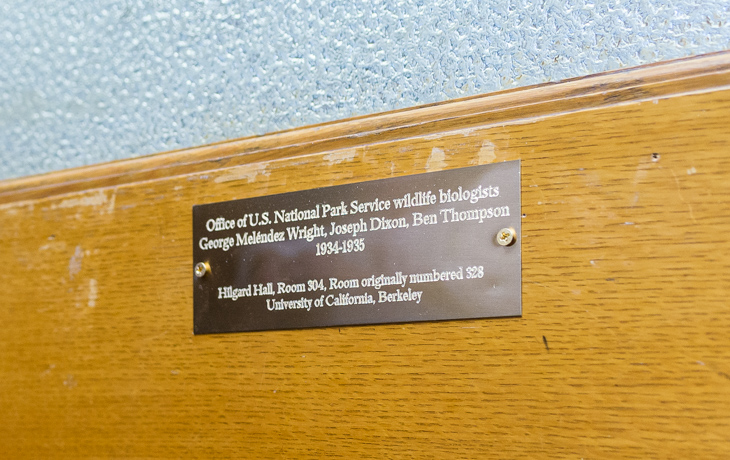 Office of U.S. National Park Service wildlife biologists
George Meléndez Wright, Joseph Dixon, Ben Thompson
1934-1935
Hilgard Hall, Room 304, Room originally numbered 328
University of California, Berkeley